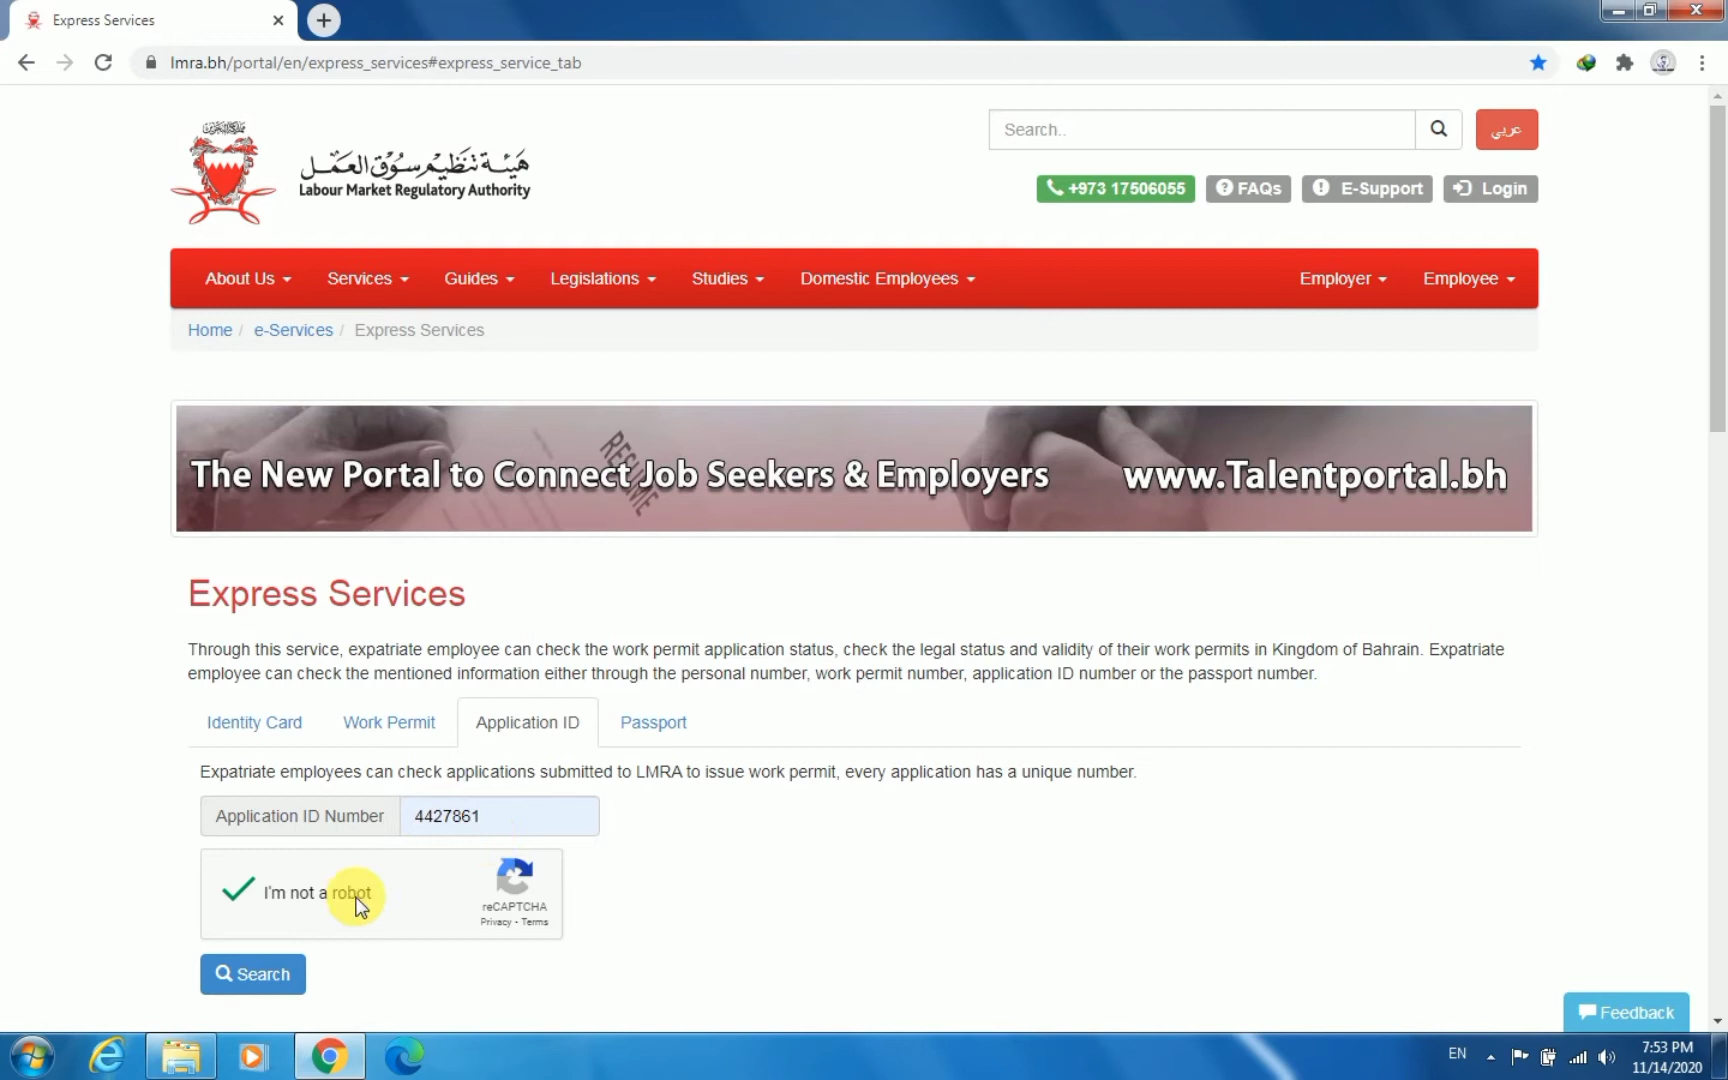 Express Services
lmra.bh/portal/en/express_services#express_service_tab
هيئة تنظيم سوق العمل
Labour Market Regulatory Authority
Search..
عربي
+973 17506055
FAQs
E-Support
Login
About Us
Services
Guides
Legislations
Studies
Domestic Employees
Employer
Employee
Home / e-Services / Express Services
RESUME
The New Portal to Connect Job Seekers & Employers
www.Talentportal.bh
Express Services
Through this service, expatriate employee can check the work permit application status, check the legal status and validity of their work permits in Kingdom of Bahrain. Expatriate
employee can check the mentioned information either through the personal number, work permit number, application ID number or the passport number.
Identity Card
Work Permit
Application ID
Passport
Expatriate employees can check applications submitted to LMRA to issue work permit, every application has a unique number.
Application ID Number
4427861
I'm not a robot
reCAPTCHA
Privacy - Terms
Search
Feedback
EN
7:53 PM
11/14/2020